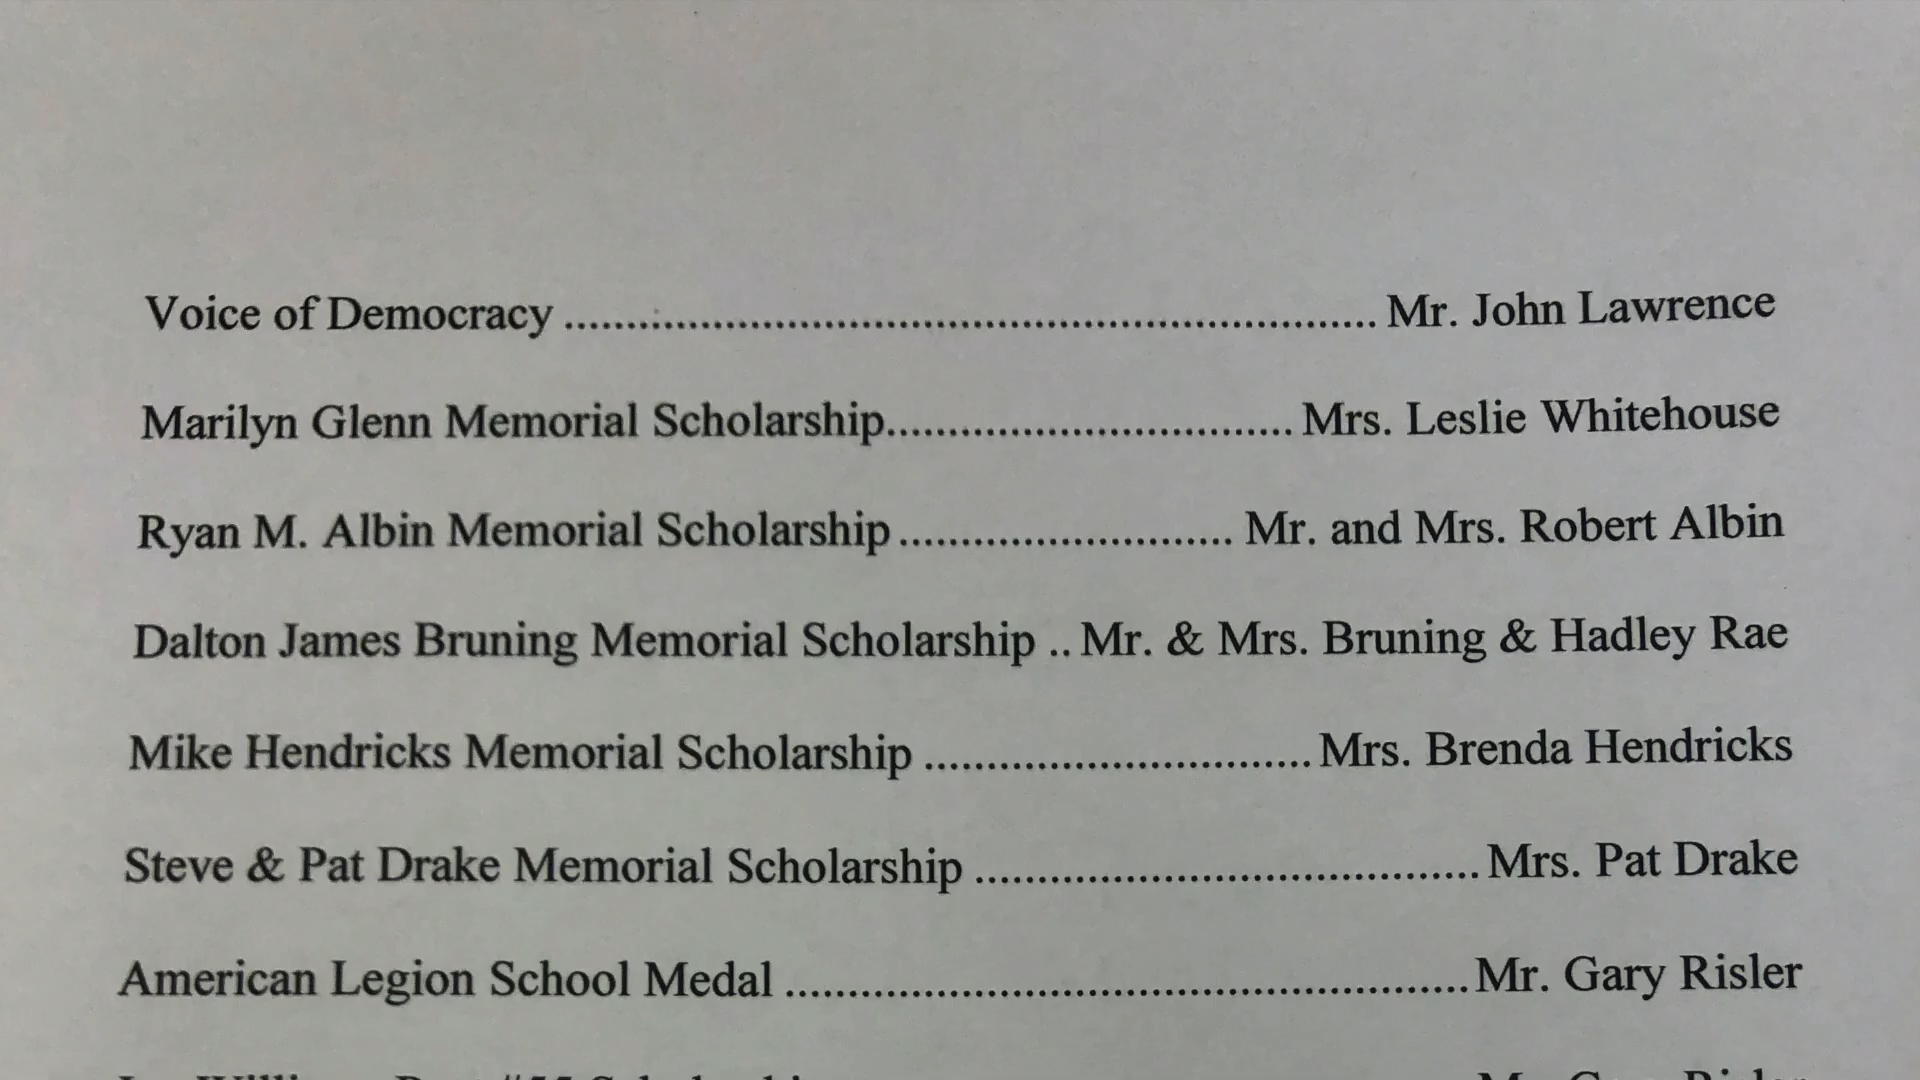 Voice of Democracy ................................................................. Mr. John Lawrence
Marilyn Glenn Memorial Scholarship................................. Mrs. Leslie Whitehouse
Ryan M. Albin Memorial Scholarship ........................... Mr. and Mrs. Robert Albin
Dalton James Bruning Memorial Scholarship .. Mr. & Mrs. Bruning & Hadley Rae
Mike Hendricks Memorial Scholarship ............................... Mrs. Brenda Hendricks
Steve & Pat Drake Memorial Scholarship ........................................ Mrs. Pat Drake
American Legion School Medal ...................................................... Mr. Gary Risler